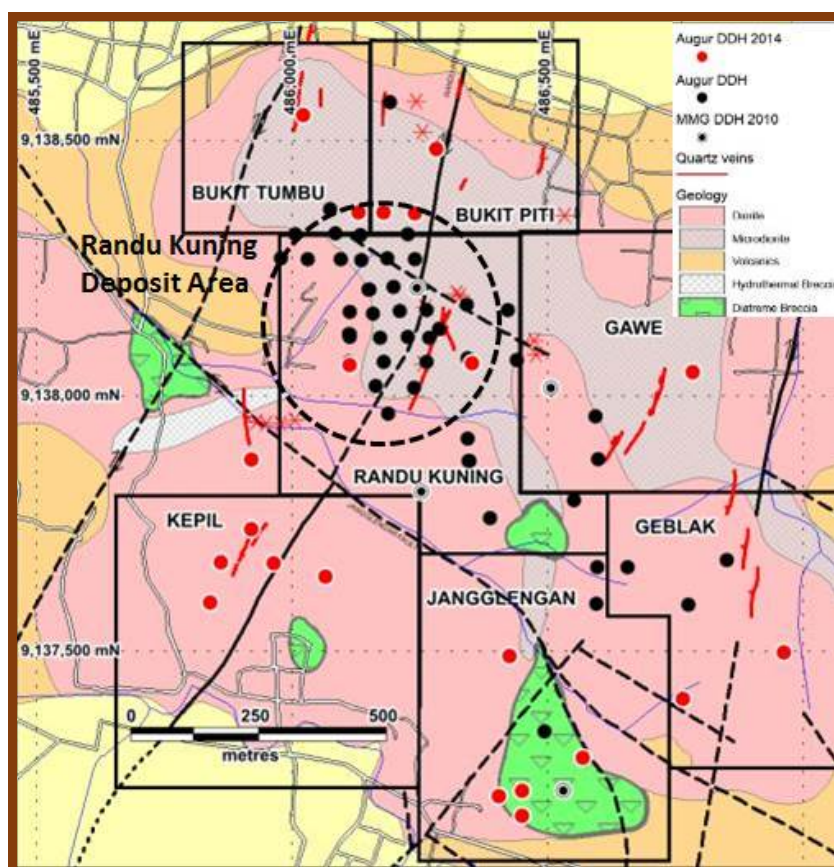 485,500 mE
486,000 mE
486,500 mE
Augur DDH 2014
Augur DDH
MMG DDH 2010
Quartz veins
Geology
Diorite
Microdiorite
Volcanics
Hydrothermal Breccia
Diatreme Breccia
9,138,500 mN
BUKIT TUMBU
BUKIT PITI
Randu Kuning
Deposit Area
GAWE
9,138,000 mN
RANDU KUNING
KEPIL
GEBLAK
JANGGLENGAN
9,137,500 mN
0 250 500
metres